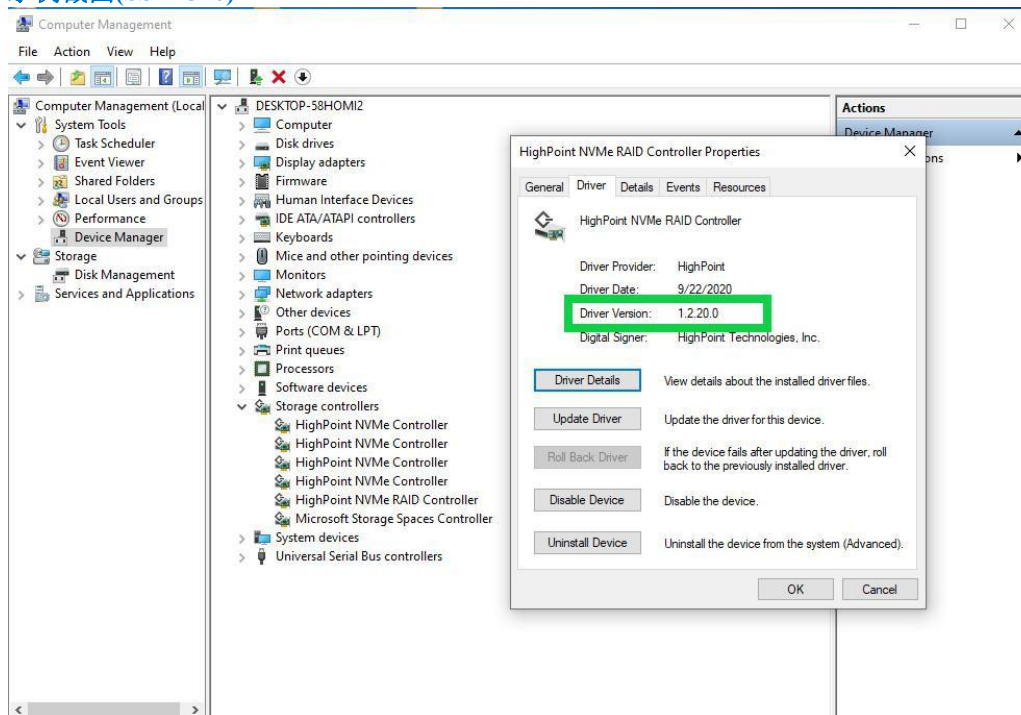 Computer Management
File Action View Help
Computer Management (Local
System Tools
Task Scheduler
Event Viewer
Shared Folders
Local Users and Groups
Performance
Device Manager
Storage
Disk Management
Services and Applications
DESKTOP-58HOMI2
Computer
Disk drives
Display adapters
Firmware
Human Interface Devices
IDE ATA/ATAPI controllers
Keyboards
Mice and other pointing devices
Monitors
Network adapters
Other devices
Ports (COM & LPT)
Print queues
Processors
Software devices
Storage controllers
HighPoint NVMe Controller
HighPoint NVMe Controller
HighPoint NVMe Controller
HighPoint NVMe Controller
HighPoint NVMe RAID Controller
Microsoft Storage Spaces Controller
System devices
Universal Serial Bus controllers
Actions
Device Manager
ons
HighPoint NVMe RAID Controller Properties
General Driver Details Events Resources
HighPoint NVMe RAID Controller
Driver Provider: HighPoint
Driver Date: 9/22/2020
Driver Version: 1.2.20.0
Digital Signer: HighPoint Technologies, Inc.
Driver Details View details about the installed driver files.
Update Driver Update the driver for this device.
Roll Back Driver If the device fails after updating the driver, roll
back to the previously installed driver.
Disable Device Disable the device.
Uninstall Device Uninstall the device from the system (Advanced).
OK Cancel